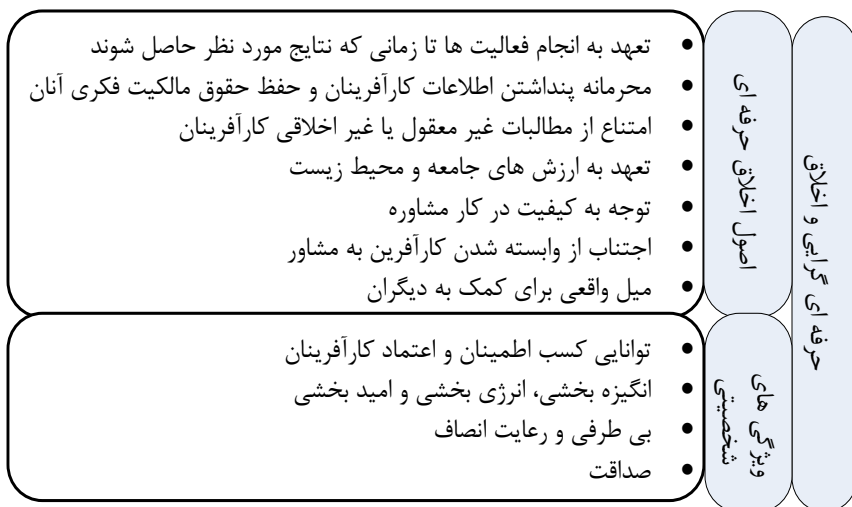 حرفه ای گرایی و اخلاق
اصول اخلاق حرفه ای
تعهد به انجام فعالیت ها تا زمانی که نتایج مورد نظر حاصل شوند
محرمانه پنداشتن اطلاعات کارآفرینان و حفظ حقوق مالکیت فکری آنان
امتناع از مطالبات غیر معقول یا غیر اخلاقی کارآفرینان
تعهد به ارزش های جامعه و محیط زیست
توجه به کیفیت در کار مشاوره
اجتناب از وابسته شدن کارآفرین به مشاور
میل واقعی برای کمک به دیگران
ویژگی های
شخصیتی
توانایی کسب اطمینان و اعتماد کارآفرینان
انگیزه بخشی، انرژی بخشی و امید بخشی
بی طرفی و رعایت انصاف
صداقت